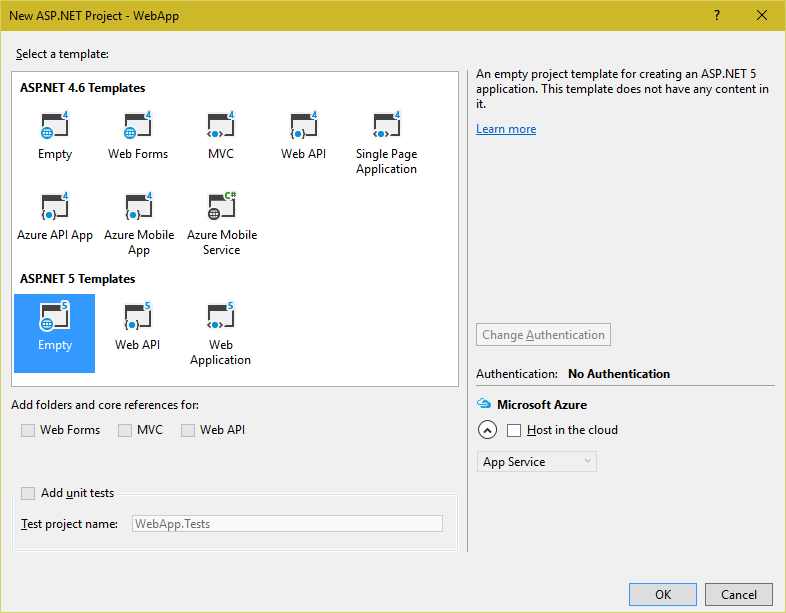 New ASP.NET Project - WebApp
?
Select a template:
ASP.NET 4.6 Templates
4 4 4 4 4
Empty Web Forms MVC Web API Single Page
Application
4 4 C#
Azure API App Azure Mobile Azure Mobile
App Service
ASP.NET 5 Templates
5 5 5
Empty Web API Web
Application
Add folders and core references for:
Web Forms MVC Web API
Add unit tests
Test project name: WebApp.Tests
An empty project template for creating an ASP.NET 5
application. This template does not have any content in
it.
Learn more
Change Authentication
Authentication: No Authentication
Microsoft Azure
Host in the cloud
App Service
OK Cancel